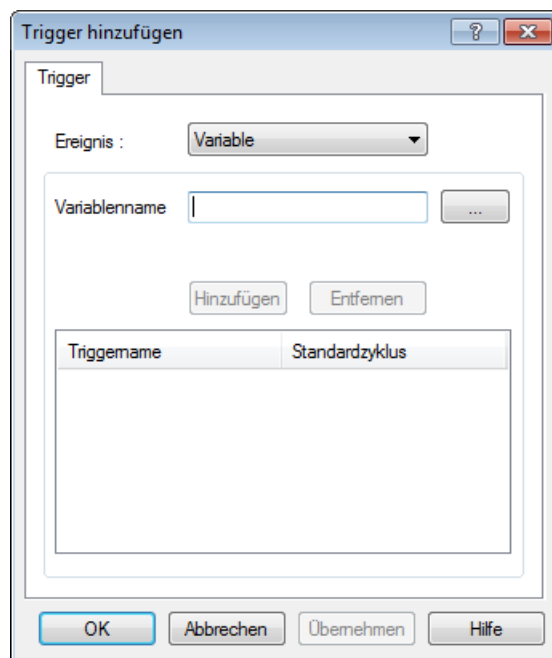 Trigger hinzufügen
Trigger
Ereignis : Variable
Variablenname ...
Hinzufügen Entfernen
Triggername Standardzyklus
OK Abbrechen Übernehmen Hilfe